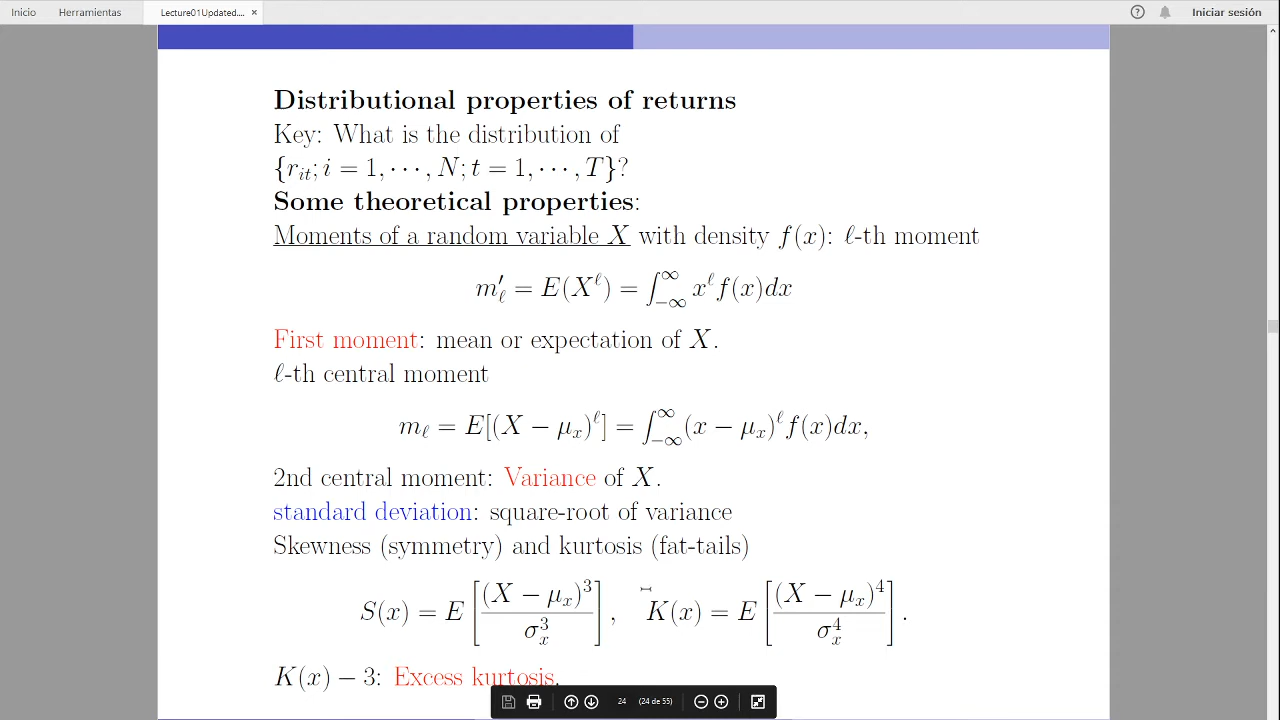 Inicio Herramientas Lecture01Updated.... × ? Iniciar sesión
Distributional properties of returns
Key: What is the distribution of
{r_{it}; i = 1, ⋯, N; t = 1, ⋯, T}?
Some theoretical properties:
Moments of a random variable X with density f(x): ℓ-th moment
m′_ℓ = E(X^ℓ) = ∫_{−∞}^{∞} x^ℓ f(x)dx
First moment: mean or expectation of X.
ℓ-th central moment
m_ℓ = E[(X − μ_x)^ℓ] = ∫_{−∞}^{∞} (x − μ_x)^ℓ f(x)dx,
2nd central moment: Variance of X.
standard deviation: square-root of variance
Skewness (symmetry) and kurtosis (fat-tails)
S(x) = E[(X − μ_x)^3 / σ_x^3], K(x) = E[(X − μ_x)^4 / σ_x^4].
K(x) − 3: Excess kurtosis.
24 (24 de 55)